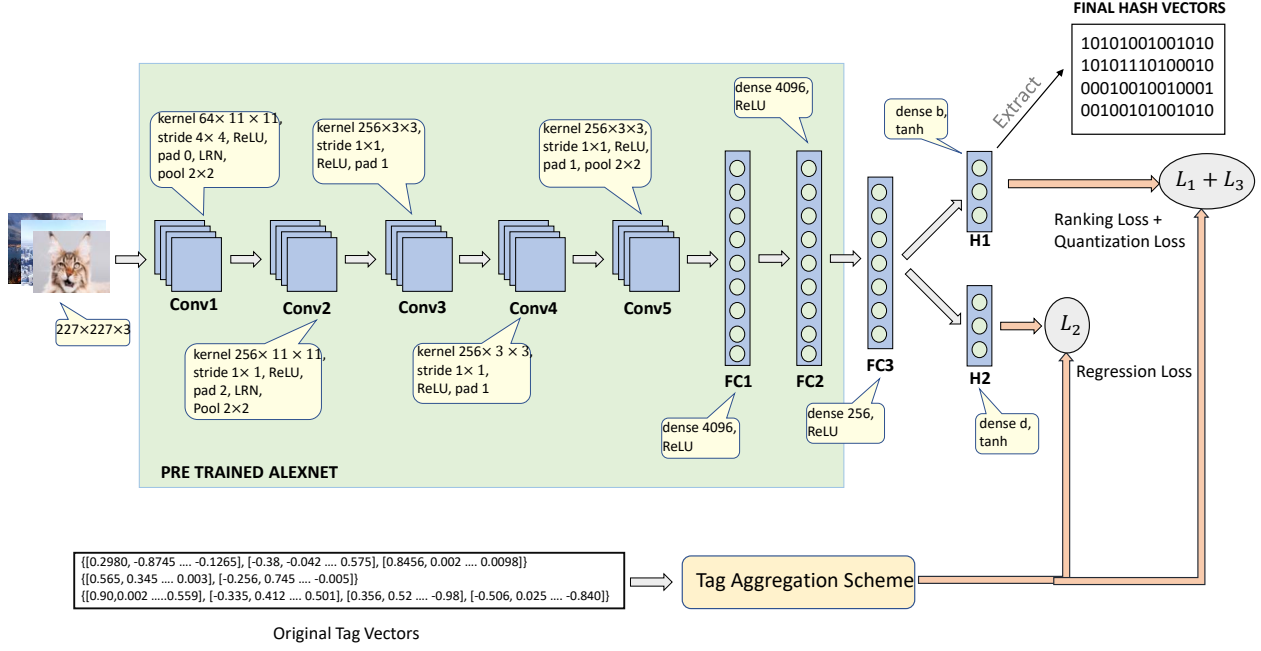 FINAL HASH VECTORS
10101001001010
10101110100010
00010010010001
00100101001010
Extract
dense 4096,
ReLU
dense b,
tanh
kernel 64× 11 × 11,
stride 4× 4, ReLU,
pad 0, LRN,
pool 2×2
kernel 256×3×3,
stride 1×1,
ReLU, pad 1
kernel 256×3×3,
stride 1×1, ReLU,
pad 1, pool 2×2
L₁ + L₃
Ranking Loss +
Quantization Loss
H1
Conv1
Conv2
Conv3
Conv4
Conv5
227×227×3
kernel 256× 11 × 11,
stride 1× 1, ReLU,
pad 2, LRN,
Pool 2×2
kernel 256× 3 × 3,
stride 1× 1,
ReLU, pad 1
FC1
FC2
FC3
H2
L₂
Regression Loss
dense 4096,
ReLU
dense 256,
ReLU
dense d,
tanh
PRE TRAINED ALEXNET
{[0.2980, -0.8745 .... -0.1265], [-0.38, -0.042 .... 0.575], [0.8456, 0.002 .... 0.0098]}
{[0.565, 0.345 .... 0.003], [-0.256, 0.745 .... -0.005]}
{[0.90,0.002 .....0.559], [-0.335, 0.412 .... 0.501], [0.356, 0.52 .... -0.98], [-0.506, 0.025 .... -0.840]}
Tag Aggregation Scheme
Original Tag Vectors